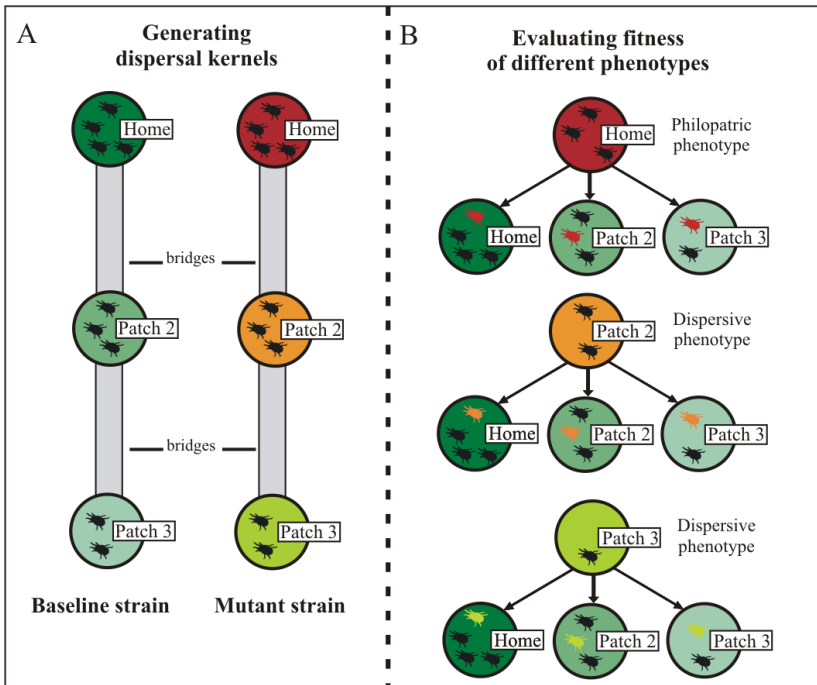 A
Generating
dispersal kernels
Home
Home
bridges
Patch 2
Patch 2
bridges
Patch 3
Patch 3
Baseline strain
Mutant strain
B
Evaluating fitness
of different phenotypes
Home
Philopatric
phenotype
Home
Patch 2
Patch 3
Patch 2
Dispersive
phenotype
Home
Patch 2
Patch 3
Patch 3
Dispersive
phenotype
Home
Patch 2
Patch 3